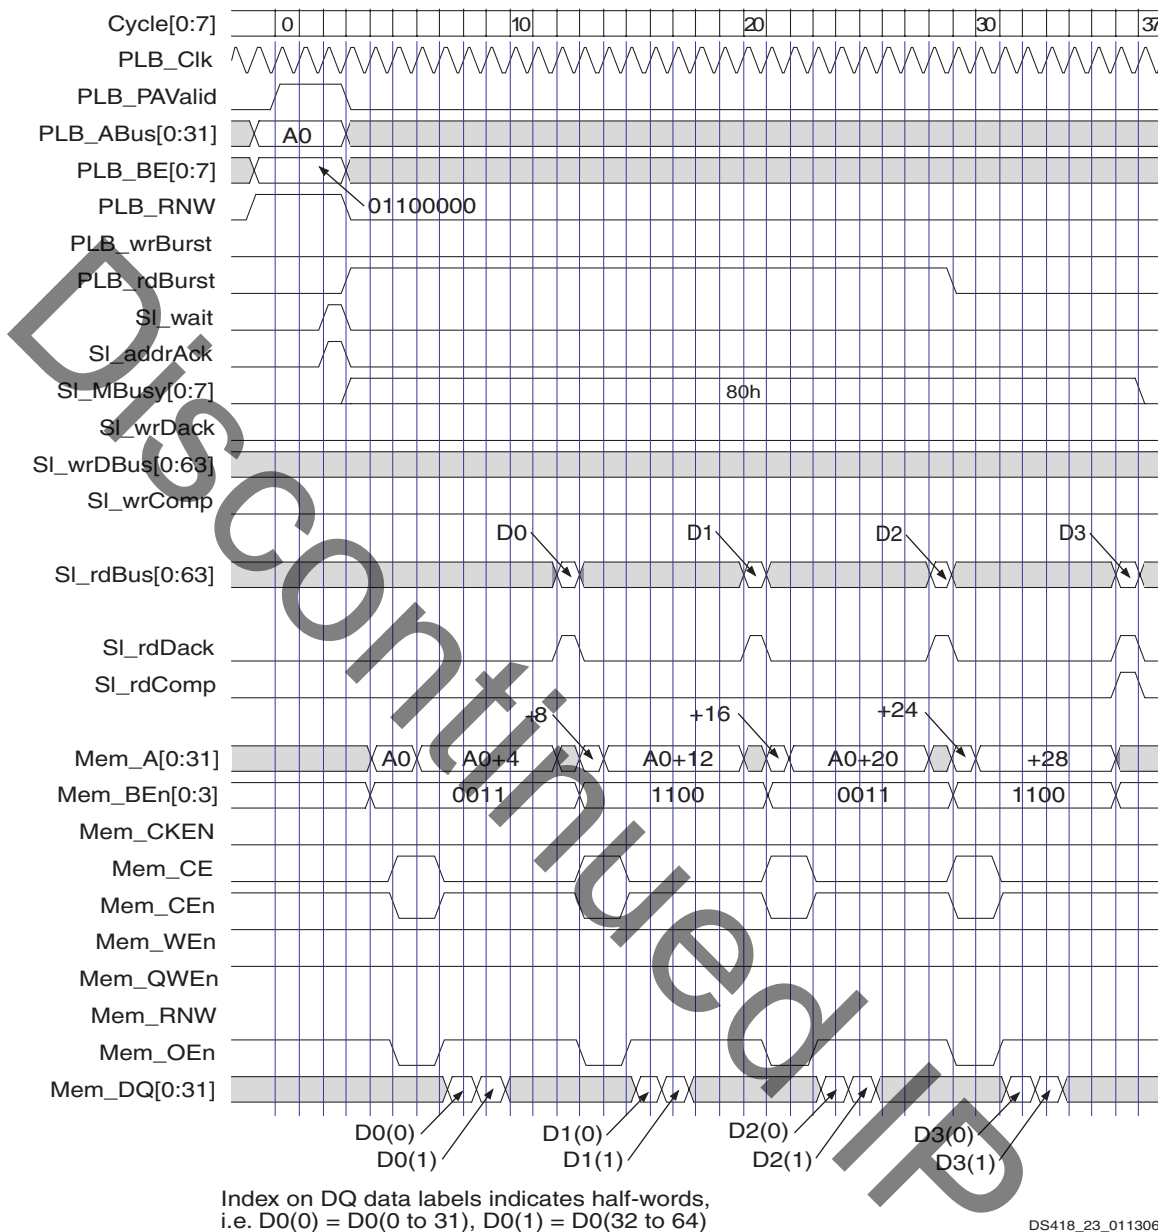 Cycle[0:7] 0 10 20 30 37
PLB_Clk
PLB_PAValid
PLB_ABus[0:31] A0
PLB_BE[0:7]
PLB_RNW 01100000
PLB_wrBurst
PLB_rdBurst
Sl_wait
Sl_addrAck
Sl_MBusy[0:7] 80h
Sl_wrDack
Sl_wrDBus[0:63]
Sl_wrComp
D0 D1 D2 D3
Sl_rdBus[0:63]
Sl_rdDack
Sl_rdComp
+8 +16 +24
Mem_A[0:31] A0 A0+4 A0+12 A0+20 +28
Mem_BEn[0:3] 0011 1100 0011 1100
Mem_CKEN
Mem_CE
Mem_CEn
Mem_WEn
Mem_QWEn
Mem_RNW
Mem_OEn
Mem_DQ[0:31]
D0(0) D1(0) D2(0) D3(0)
D0(1) D1(1) D2(1) D3(1)
Index on DQ data labels indicates half-words,
i.e. D0(0) = D0(0 to 31), D0(1) = D0(32 to 64)
DS418_23_011306
Discontinued IP